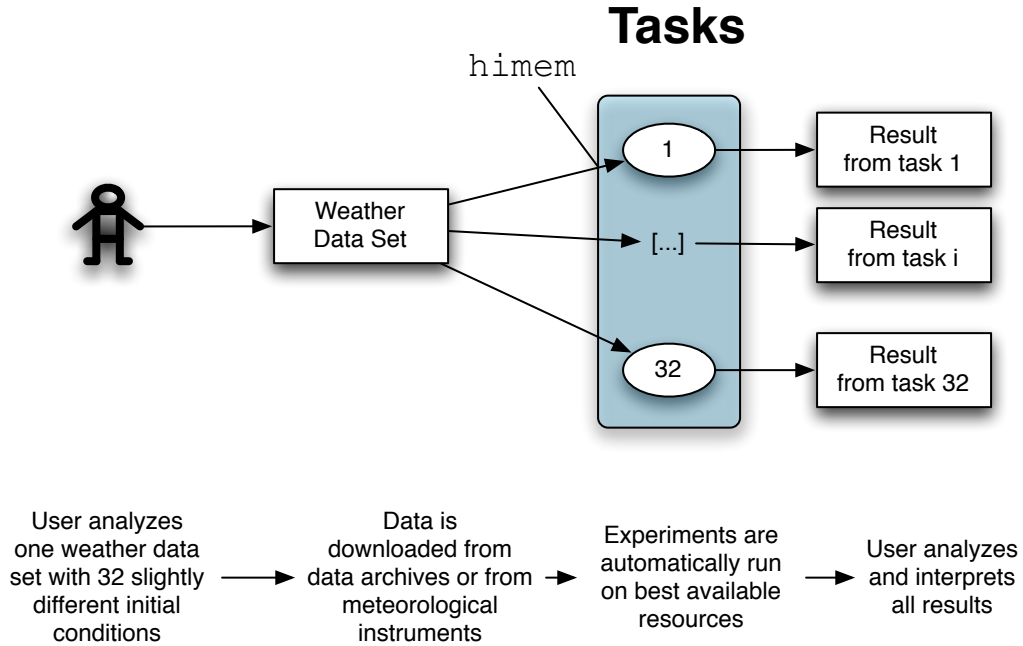 Tasks
himem
1
Result
from task 1
Weather
Data Set
[...]
Result
from task i
32
Result
from task 32
User analyzes
one weather data
set with 32 slightly
different initial
conditions
Data is
downloaded from
data archives or from
meteorological
instruments
Experiments are
automatically run
on best available
resources
User analyzes
and interprets
all results